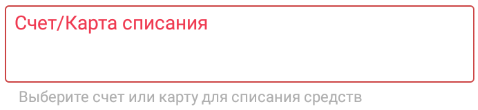 Счет/Карта списания
Выберите счет или карту для списания средств